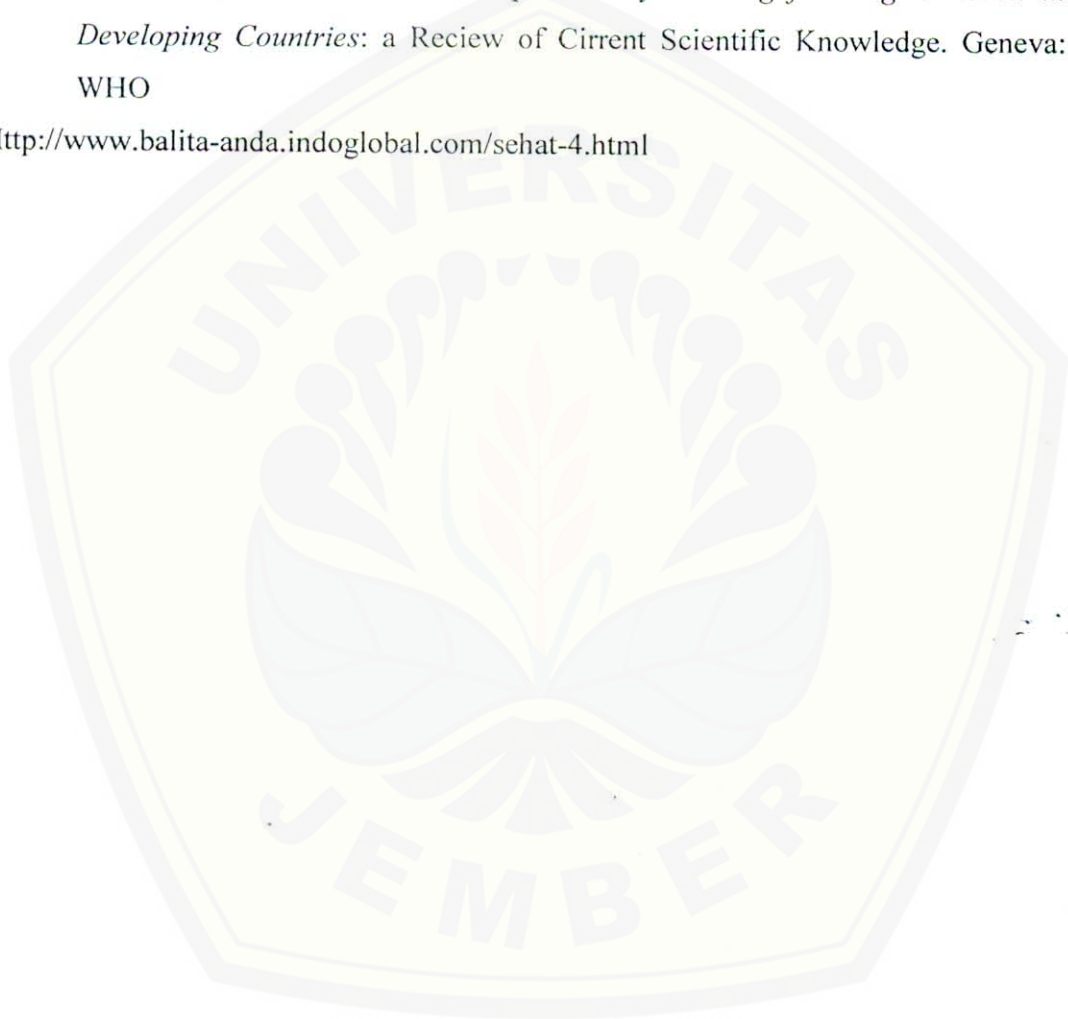 Developing Countries: a Reciew of Cirrent Scientific Knowledge. Geneva:
WHO
ttp://www.balita-anda.indoglobal.com/sehat-4.html
UNIVERSITAS
JEMBER